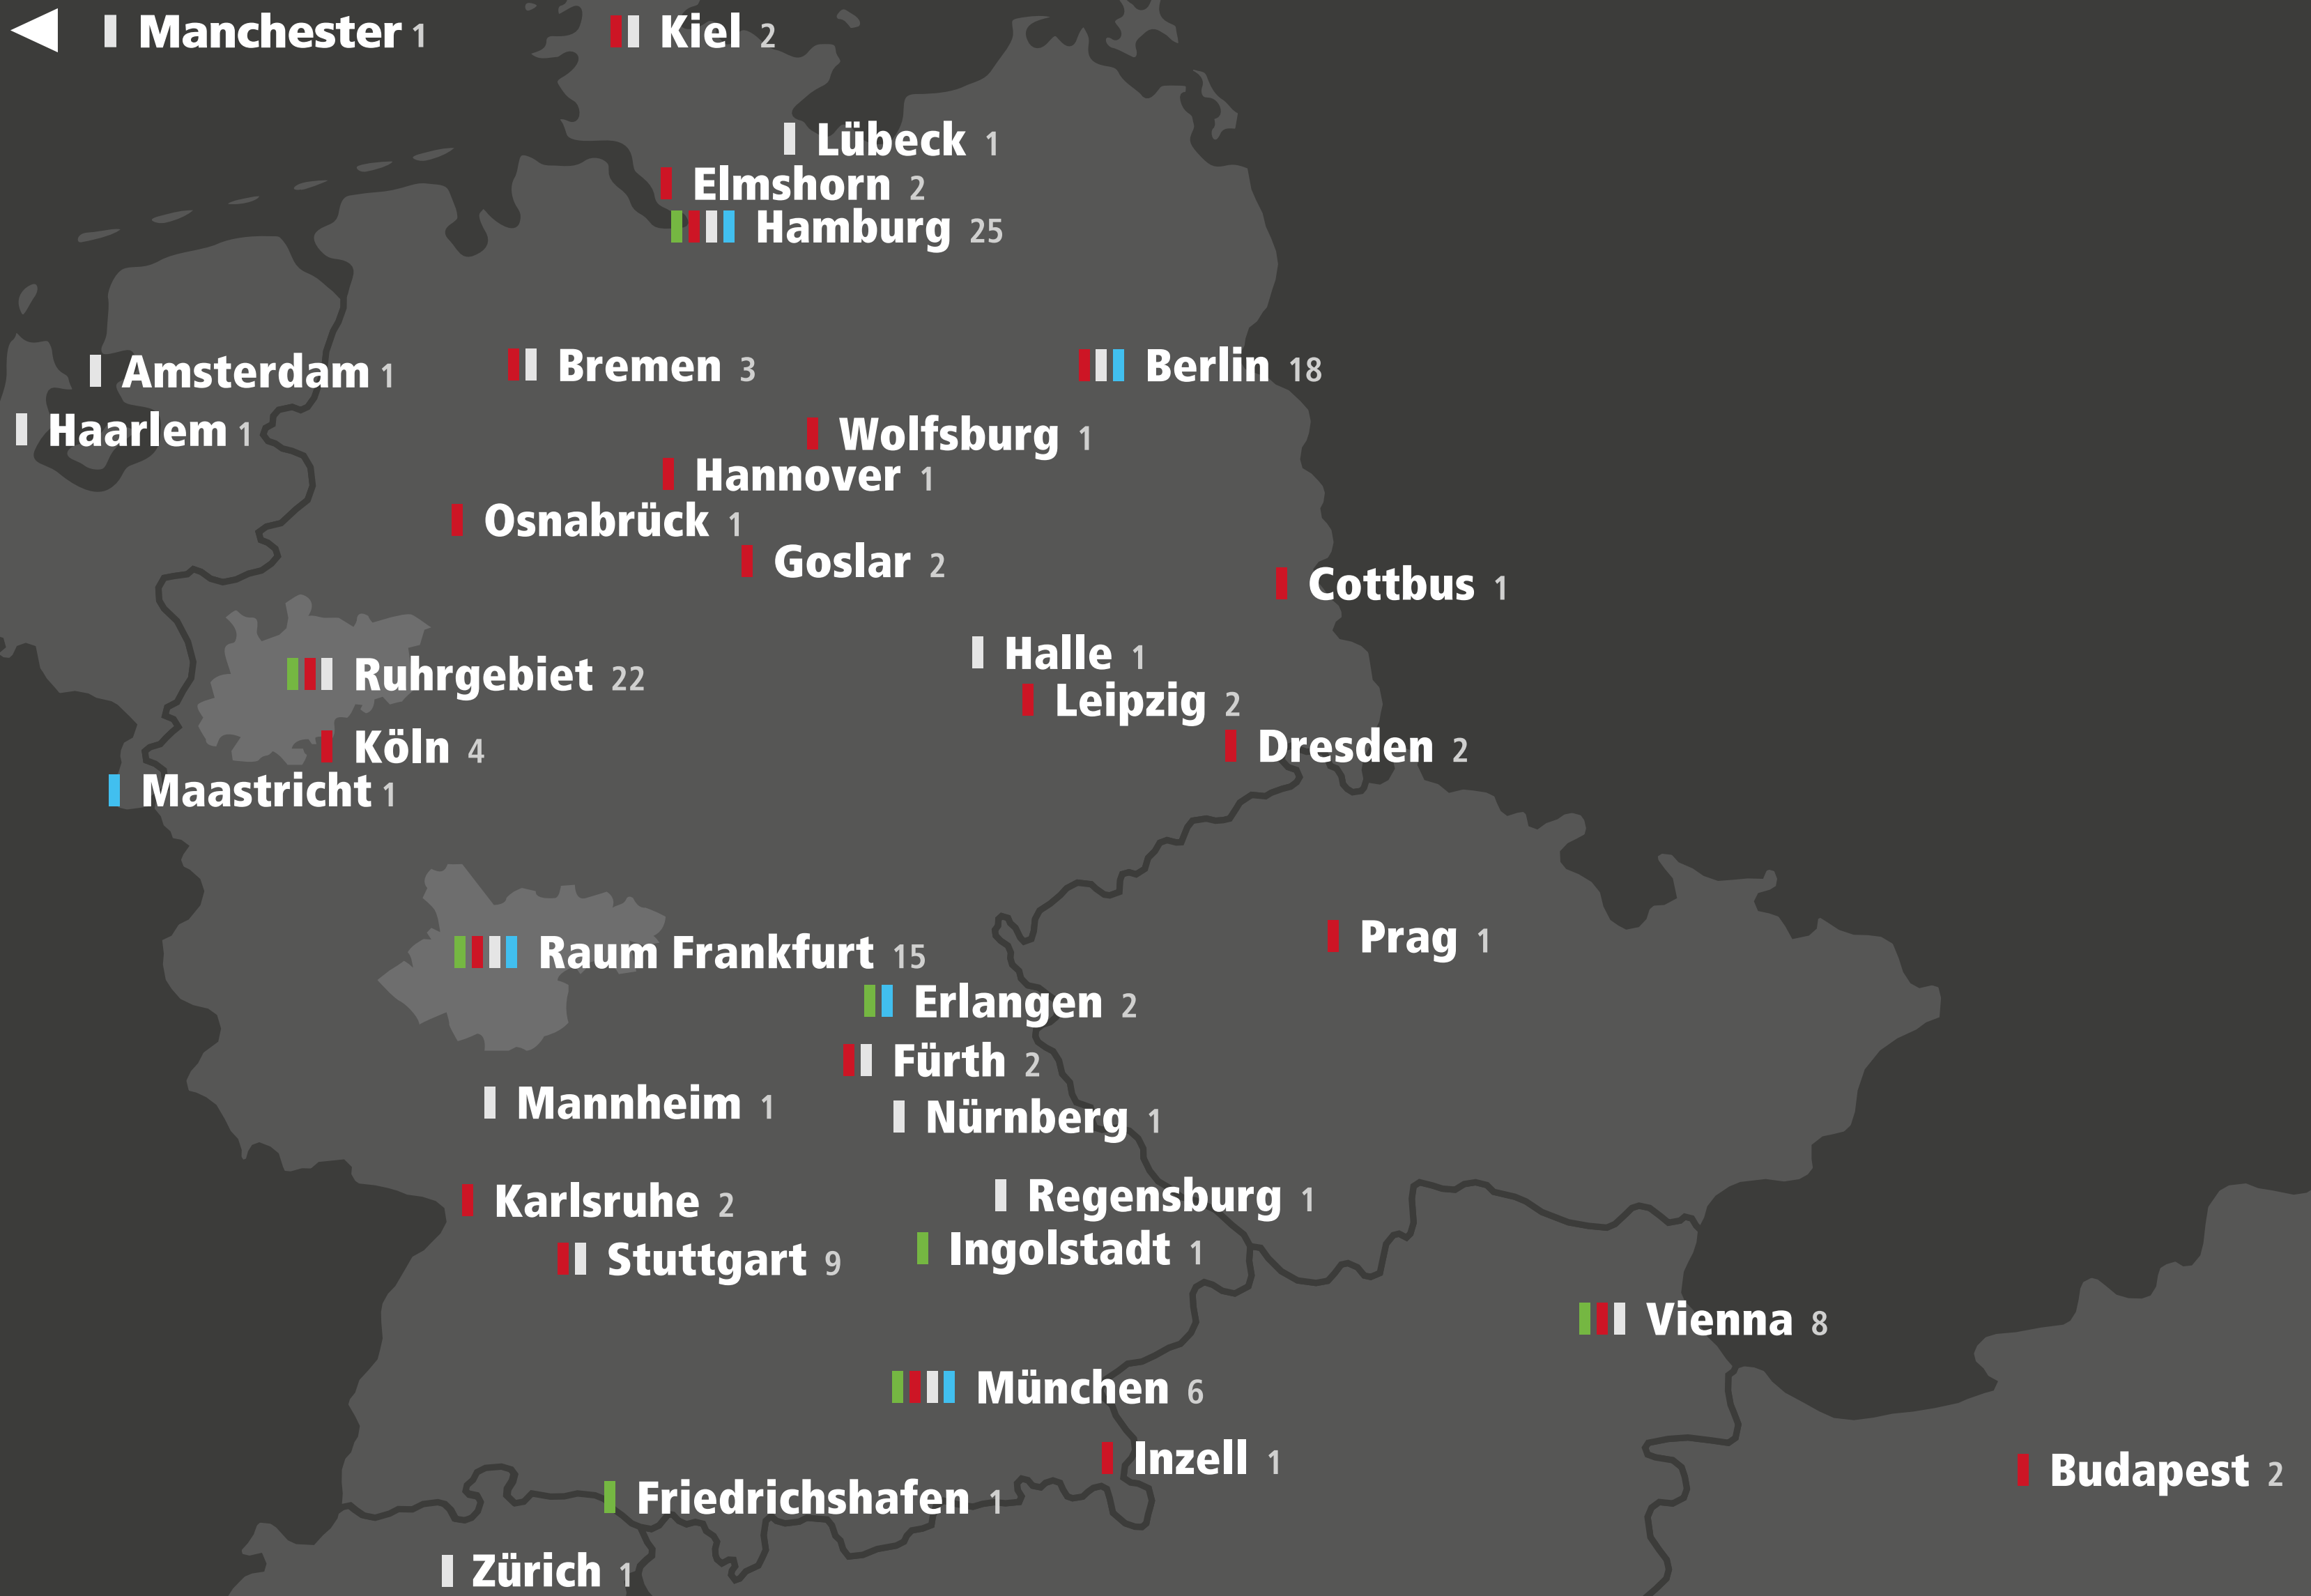 Manchester 1
Kiel 2
Lübeck 1
Elmshorn 2
Hamburg 25
Amsterdam 1
Bremen 3
Berlin 18
Haarlem 1
Wolfsburg 1
Hannover 1
Osnabrück 1
Goslar 2
Cottbus 1
Halle 1
Ruhrgebiet 22
Leipzig 2
Köln 4
Dresden 2
Maastricht 1
Prag 1
Raum Frankfurt 15
Erlangen 2
Fürth 2
Mannheim 1
Nürnberg 1
Karlsruhe 2
Regensburg 1
Ingolstadt 1
Stuttgart 9
Vienna 8
München 6
Inzell 1
Budapest 2
Friedrichshafen 1
Zürich 1